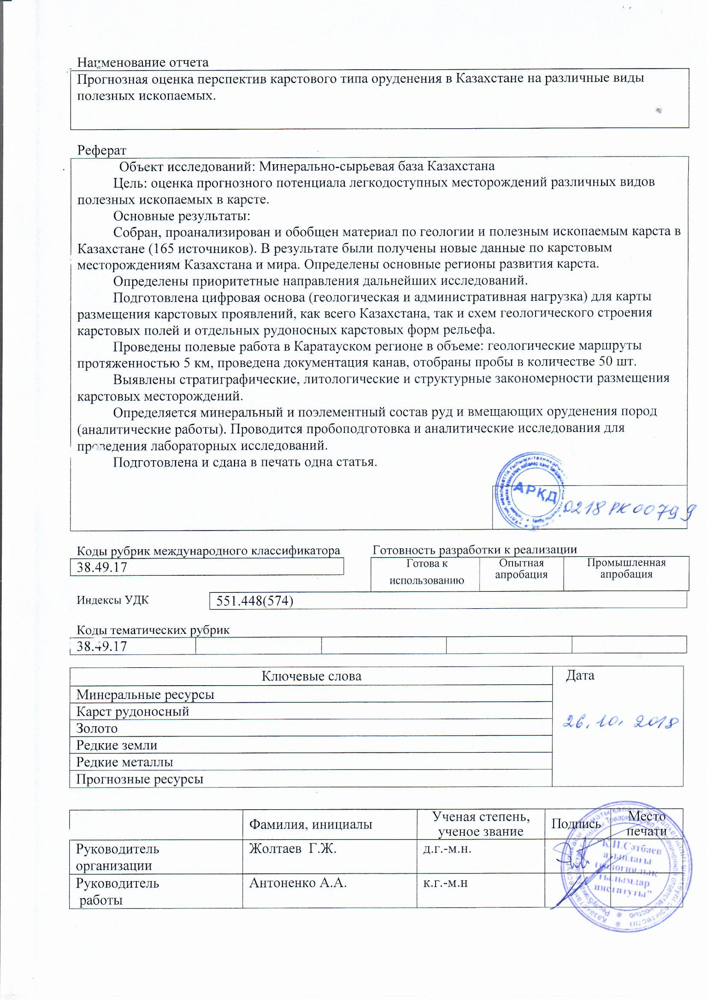 Наименование отчета
Прогнозная оценка перспектив карстового типа оруденения в Казахстане на различные виды
полезных ископаемых.
Реферат
Объект исследований: Минерально-сырьевая база Казахстана
Цель: оценка прогнозного потенциала легкодоступных месторождений различных видов
полезных ископаемых в карсте.
Основные результаты:
Собран, проанализирован и обобщен материал по геологии и полезным ископаемым карста в
Казахстане (165 источников). В результате были получены новые данные по карстовым
месторождениям Казахстана и мира. Определены основные регионы развития карста.
Определены приоритетные направления дальнейших исследований.
Подготовлена цифровая основа (геологическая и административная нагрузка) для карты
размещения карстовых проявлений, как всего Казахстана, так и схем геологического строения
карстовых полей и отдельных рудоносных карстовых форм рельефа.
Проведены полевые работа в Каратауском регионе в объеме: геологические маршруты
протяженностью 5 км, проведена документация канав, отобраны пробы в количестве 50 шт.
Выявлены стратиграфические, литологические и структурные закономерности размещения
карстовых месторождений.
Определяется минеральный и поэлементный состав руд и вмещающих оруденения пород
(аналитические работы). Проводится пробоподготовка и аналитические исследования для
проведения лабораторных исследований.
Подготовлена и сдана в печать одна статья.
АРҚД
0218 РК 00799
Коды рубрик международного классификатора
38.49.17
Готовность разработки к реализации
Готова к использованию
Опытная апробация
Промышленная апробация
Индексы УДК 551.448(574)
Коды тематических рубрик
38.49.17
Ключевые слова
Дата
Минеральные ресурсы
Карст рудоносный
Золото
26.10.2018
Редкие земли
Редкие металлы
Прогнозные ресурсы
Фамилия, инициалы
Ученая степень, ученое звание
Подпись
Место печати
Руководитель организации
Жолтаев Г.Ж.
д.г.-м.н.
Руководитель работы
Антоненко А.А.
к.г.-м.н
"Қ.И.Сәтбаев
атындағы
геологиялық
ғылымдар
институты"